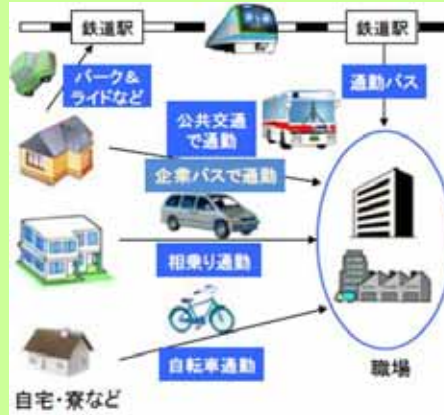 鉄道駅
鉄道駅
パーク&
ライドなど
通勤バス
公共交通
で通勤
企業バスで通勤
相乗り通勤
自転車通勤
職場
自宅・寮など